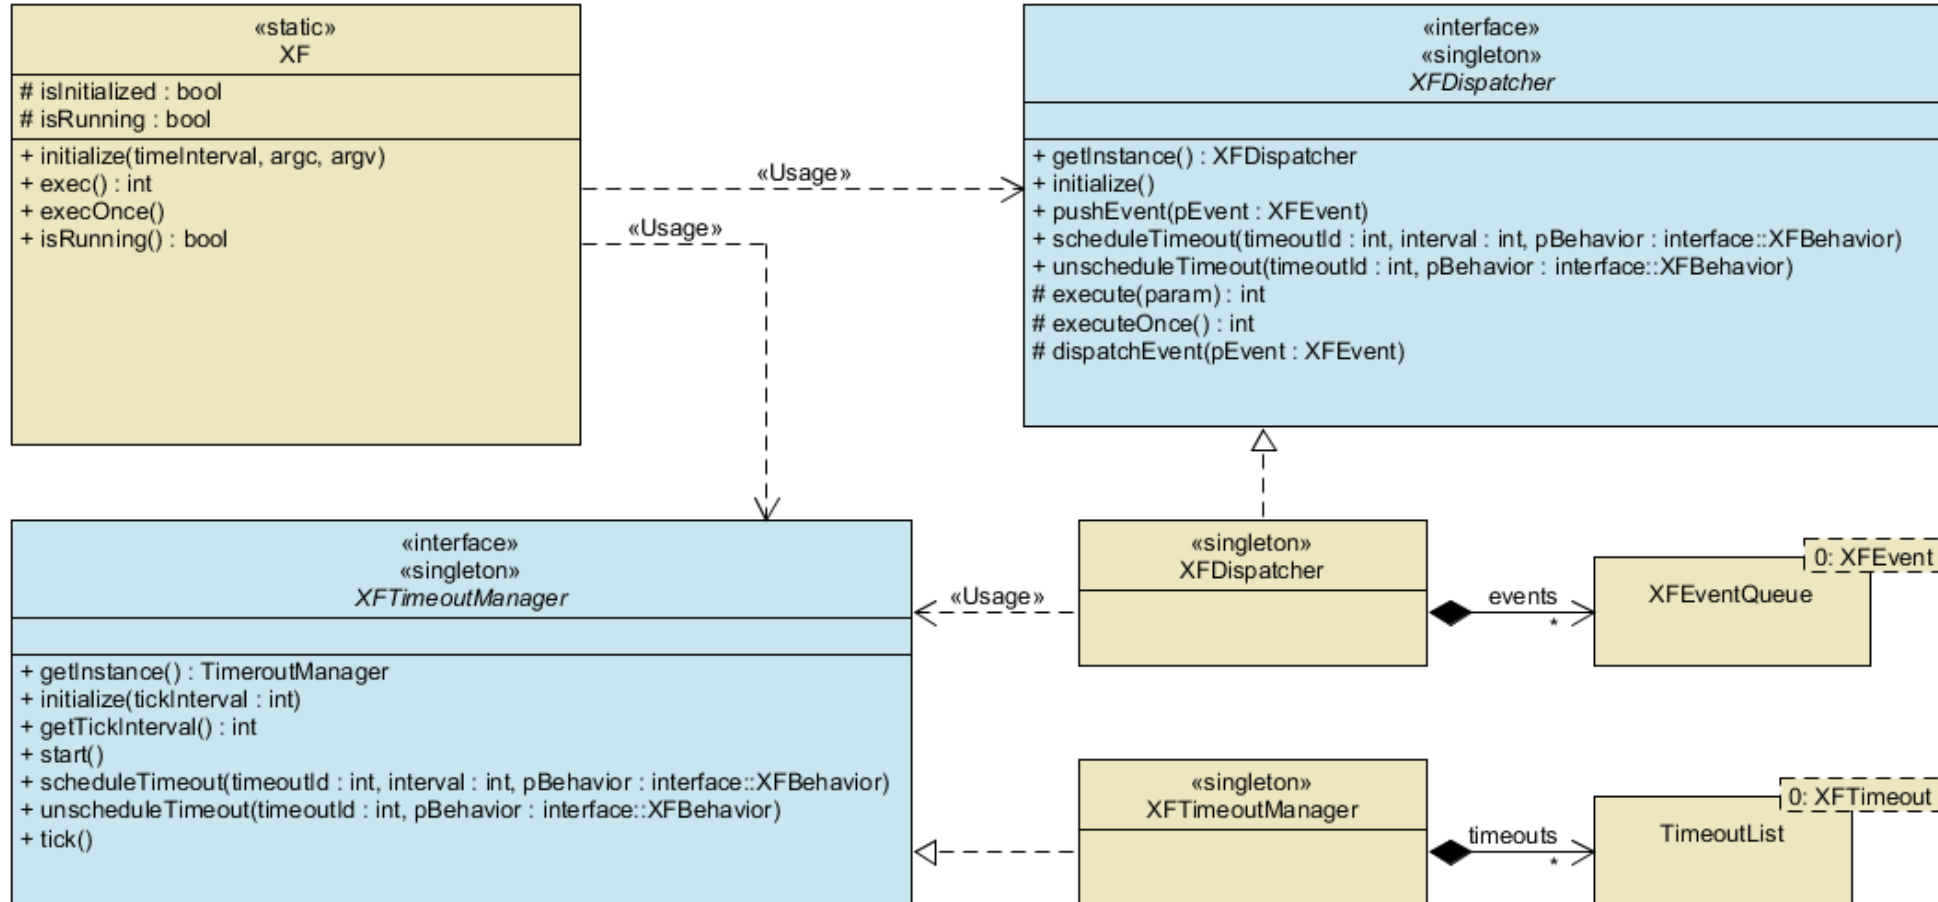 «static»
XF
# isInitialized : bool
# isRunning : bool
+ initialize(timeInterval, argc, argv)
+ exec() : int
+ execOnce()
+ isRunning() : bool
«Usage»
«Usage»
«interface»
«singleton»
XFDispatcher
+ getInstance() : XFDispatcher
+ initialize()
+ pushEvent(pEvent : XFEvent)
+ scheduleTimeout(timeoutId : int, interval : int, pBehavior : interface::XFBehavior)
+ unscheduleTimeout(timeoutId : int, pBehavior : interface::XFBehavior)
# execute(param) : int
# executeOnce() : int
# dispatchEvent(pEvent : XFEvent)
«interface»
«singleton»
XFTimeoutManager
+ getInstance() : TimeroutManager
+ initialize(tickInterval : int)
+ getTickInterval() : int
+ start()
+ scheduleTimeout(timeoutId : int, interval : int, pBehavior : interface::XFBehavior)
+ unscheduleTimeout(timeoutId : int, pBehavior : interface::XFBehavior)
+ tick()
«Usage»
«singleton»
XFDispatcher
events
*
0: XFEvent
XFEventQueue
«singleton»
XFTimeoutManager
timeouts
*
0: XFTimeout
TimeoutList